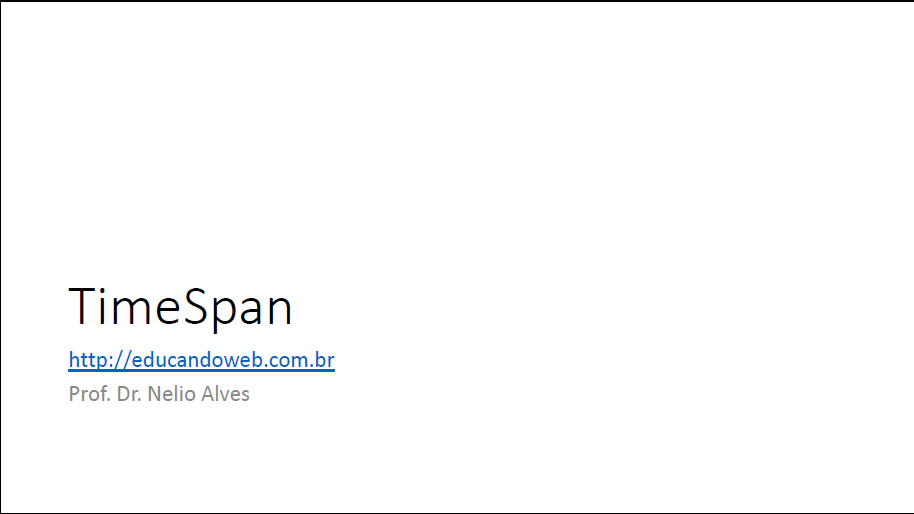 TimeSpan
http://educandoweb.com.br
Prof. Dr. Nelio Alves